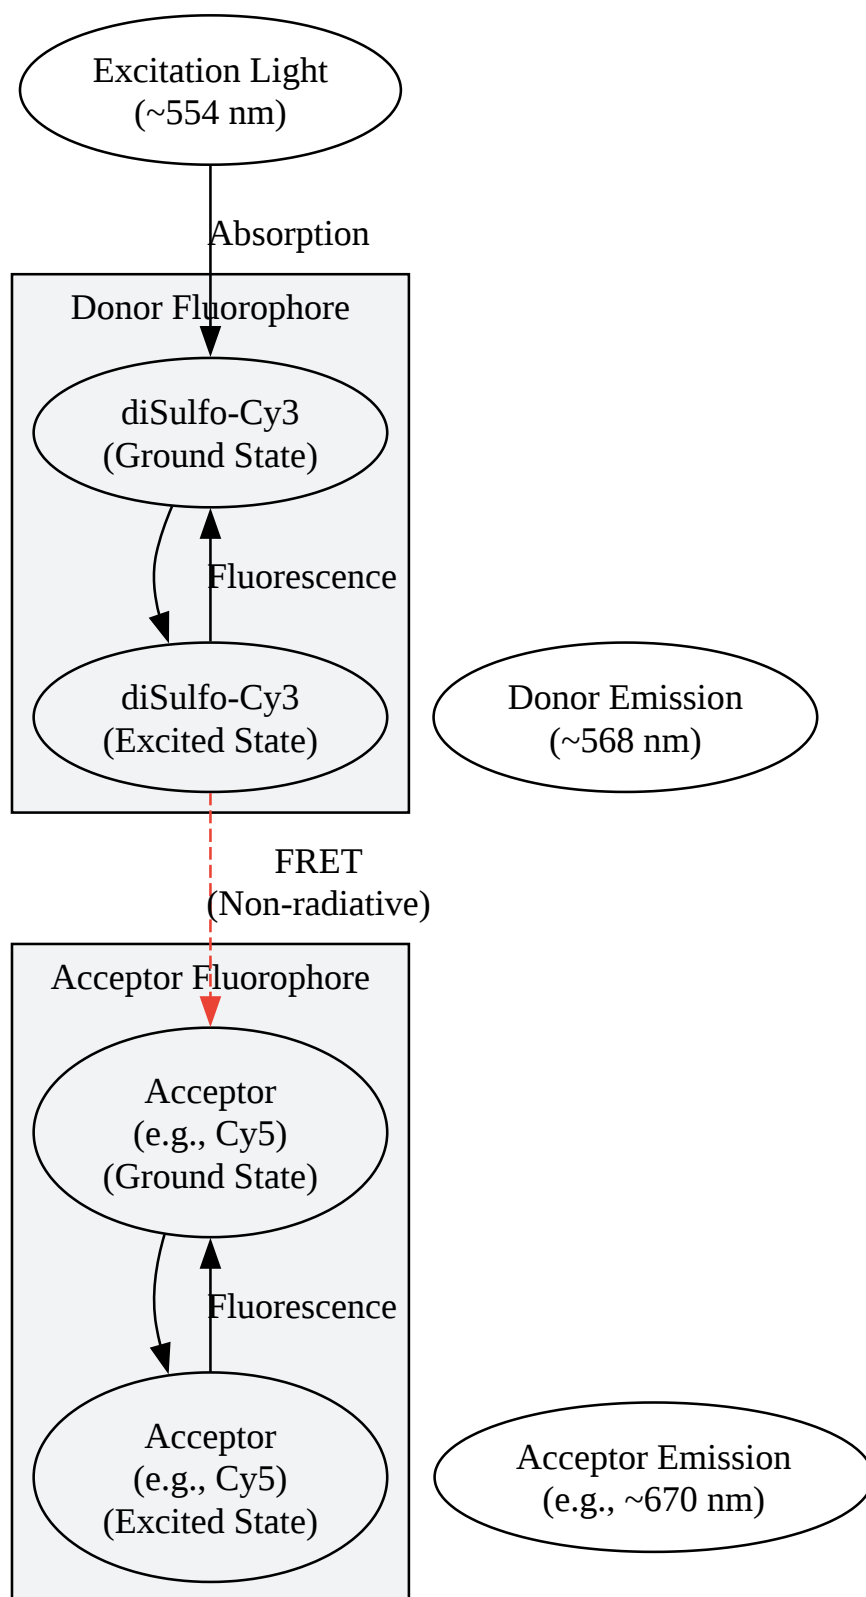 Excitation Light
(~554 nm)
Absorption
Donor Fluorophore
diSulfo-Cy3
(Ground State)
Fluorescence
diSulfo-Cy3
(Excited State)
Donor Emission
(~568 nm)
FRET
(Non-radiative)
Acceptor Fluorophore
Acceptor
(e.g., Cy5)
(Ground State)
Fluorescence
Acceptor
(e.g., Cy5)
(Excited State)
Acceptor Emission
(e.g., ~670 nm)